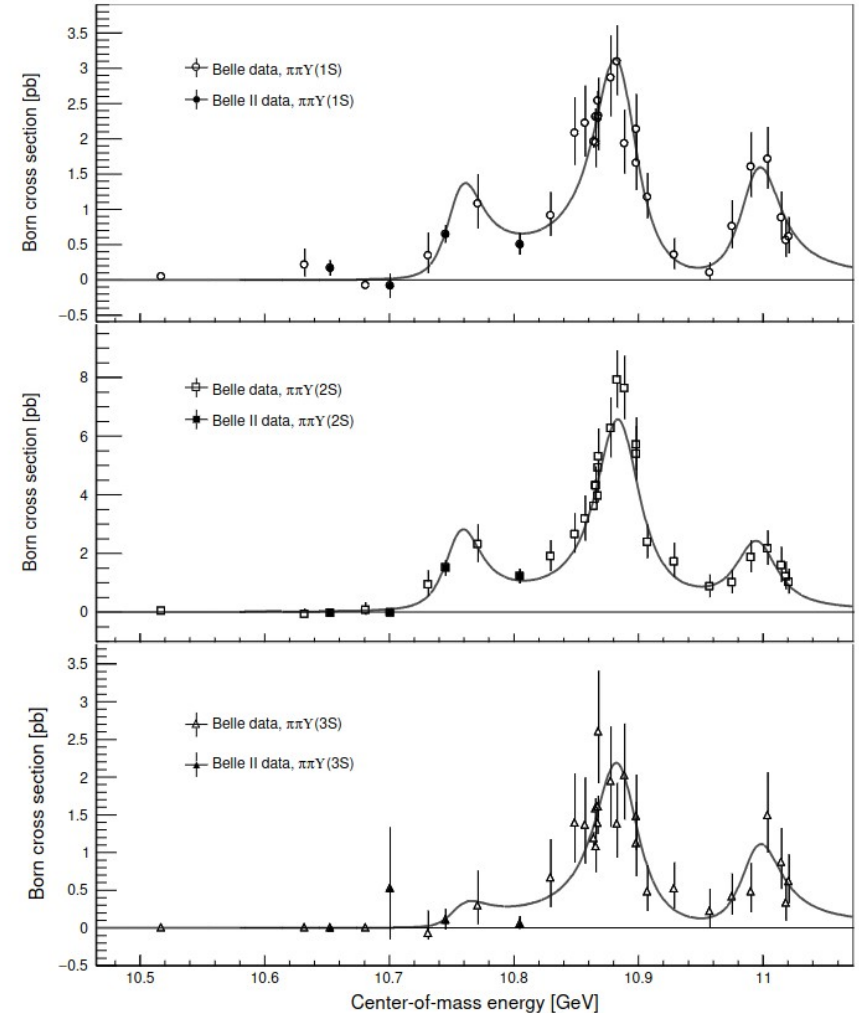 Born cross section [pb]
3.5
3
2.5
2
1.5
1
0.5
0
−0.5
Belle data, ππΥ(1S)
Belle II data, ππΥ(1S)
Born cross section [pb]
8
6
4
2
0
Belle data, ππΥ(2S)
Belle II data, ππΥ(2S)
Born cross section [pb]
3.5
3
2.5
2
1.5
1
0.5
0
−0.5
Belle data, ππΥ(3S)
Belle II data, ππΥ(3S)
10.5 10.6 10.7 10.8 10.9 11
Center-of-mass energy [GeV]